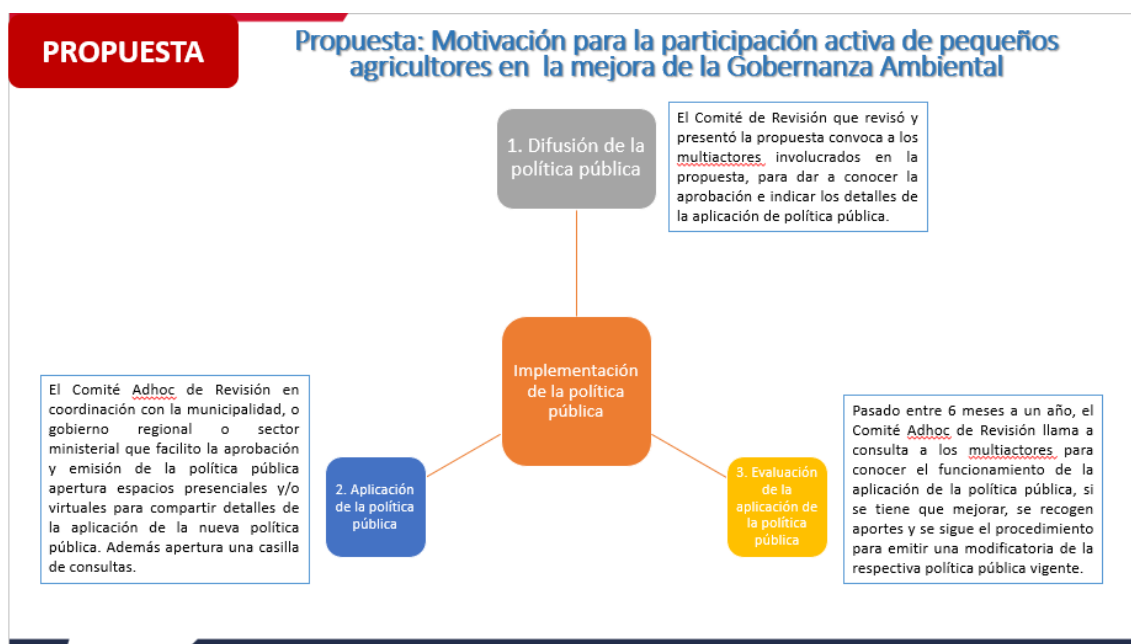 PROPUESTA
Propuesta: Motivación para la participación activa de pequeños
agricultores en la mejora de la Gobernanza Ambiental
1. Difusión de la
política pública
El Comité de Revisión que revisó y
presentó la propuesta convoca a los
multiactores involucrados en la
propuesta, para dar a conocer la
aprobación e indicar los detalles de
la aplicación de política pública.
Implementación
de la política
pública
El Comité Adhoc de Revisión en
coordinación con la municipalidad, o
gobierno regional o sector
ministerial que facilito la aprobación
y emisión de la política pública
apertura espacios presenciales y/o
virtuales para compartir detalles de
la aplicación de la nueva política
pública. Además apertura una casilla
de consultas.
2. Aplicación
de la política
pública
3. Evaluación
de la
aplicación de
la política
pública
Pasado entre 6 meses a un año, el
Comité Adhoc de Revisión llama a
consulta a los multiactores para
conocer el funcionamiento de la
aplicación de la política pública, si
se tiene que mejorar, se recogen
aportes y se sigue el procedimiento
para emitir una modificatoria de la
respectiva política pública vigente.